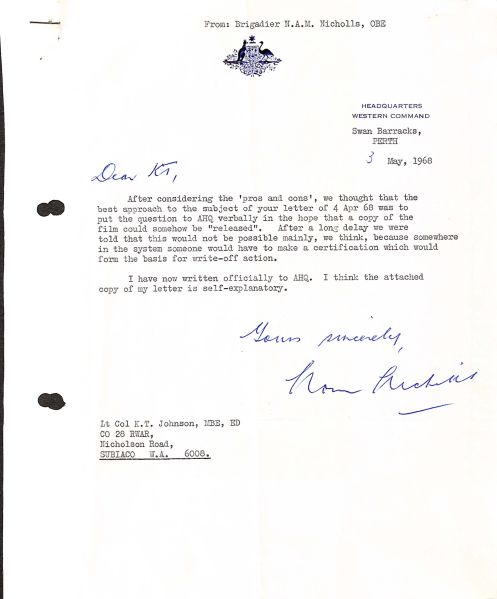 From: Brigadier N.A.M. Nicholls, OBE
HEADQUARTERS
WESTERN COMMAND
Swan Barracks,
PERTH
3 May, 1968
Dear KT,
After considering the 'pros and cons', we thought that the
best approach to the subject of your letter of 4 Apr 68 was to
put the question to AHQ verbally in the hope that a copy of the
film could somehow be "released". After a long delay we were
told that this would not be possible mainly, we think, because somewhere
in the system someone would have to make a certification which would
form the basis for write-off action.
I have now written officially to AHQ. I think the attached
copy of my letter is self-explanatory.
Yours sincerely,
Nom Nicholls
Lt Col K.T. Johnson, MBE, ED
CO 28 RWAR,
Nicholson Road,
SUBIACO W.A. 6008.